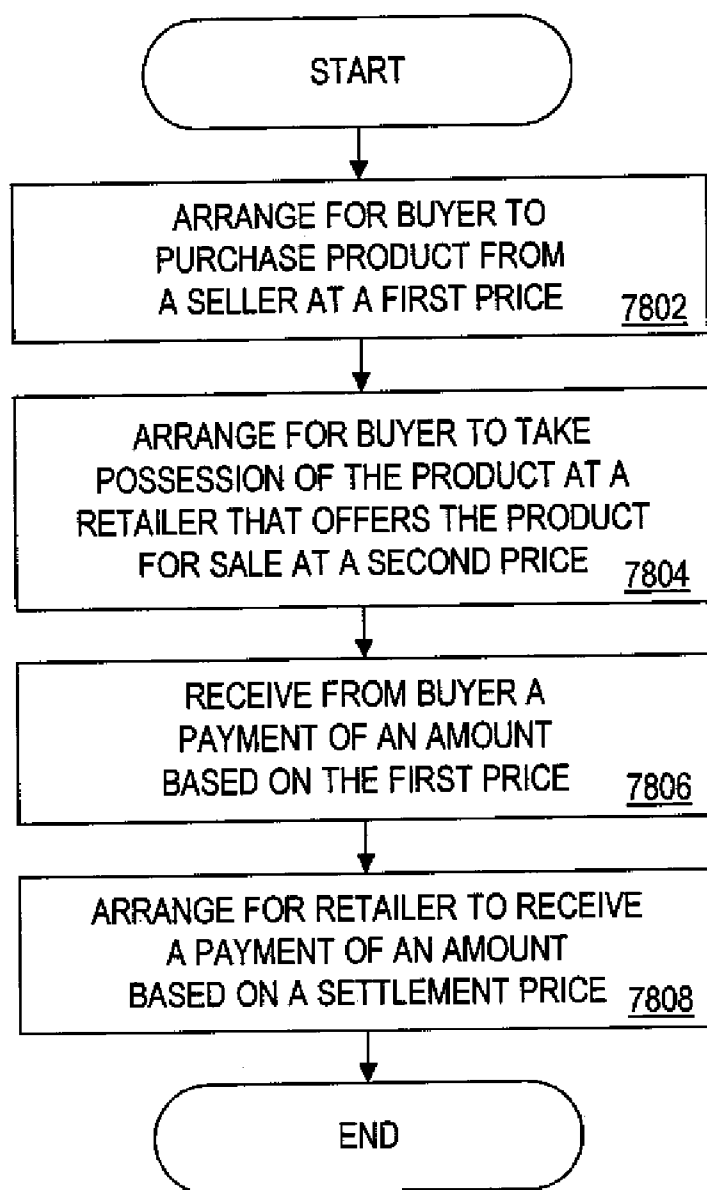 START
ARRANGE FOR BUYER TO
PURCHASE PRODUCT FROM
A SELLER AT A FIRST PRICE
7802
ARRANGE FOR BUYER TO TAKE
POSSESSION OF THE PRODUCT AT A
RETAILER THAT OFFERS THE PRODUCT
FOR SALE AT A SECOND PRICE
7804
RECEIVE FROM BUYER A
PAYMENT OF AN AMOUNT
BASED ON THE FIRST PRICE
7806
ARRANGE FOR RETAILER TO RECEIVE
A PAYMENT OF AN AMOUNT
BASED ON A SETTLEMENT PRICE
7808
END